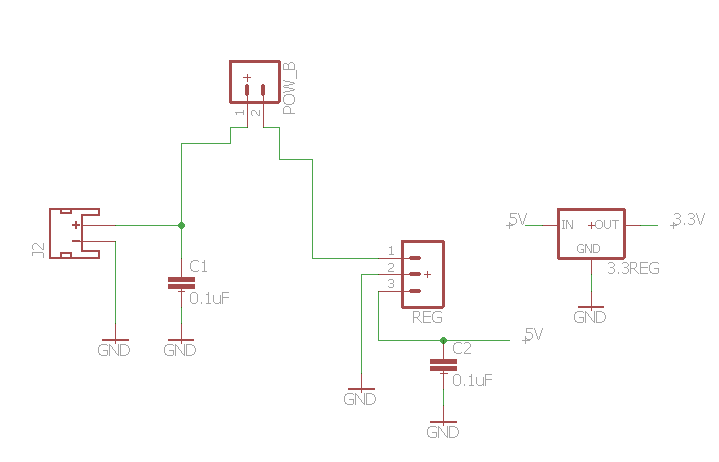 +
POW_B
1
2
+
-
J2
C1
0.1uF
GND
GND
1
2
3
+
REG
GND
5V
C2
0.1uF
GND
5V
IN
+OUT
GND
3.3V
3.3REG
GND